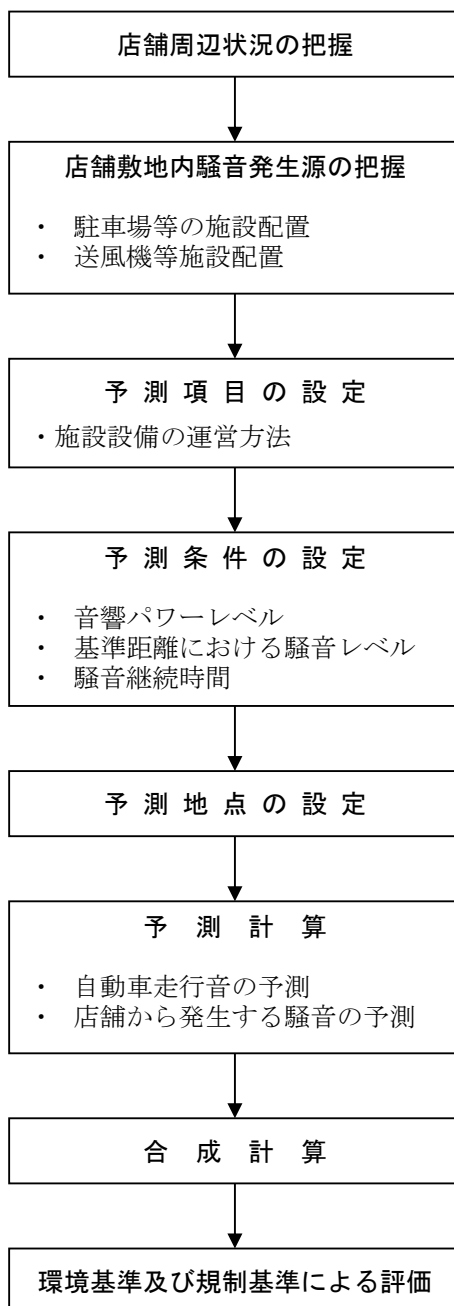 店舗周辺状況の把握
店舗敷地内騒音発生源の把握
・ 駐車場等の施設配置
・ 送風機等施設配置
予測項目の設定
・施設設備の運営方法
予測条件の設定
・ 音響パワーレベル
・ 基準距離における騒音レベル
・ 騒音継続時間
予測地点の設定
予測計算
・ 自動車走行音の予測
・ 店舗から発生する騒音の予測
合成計算
環境基準及び規制基準による評価